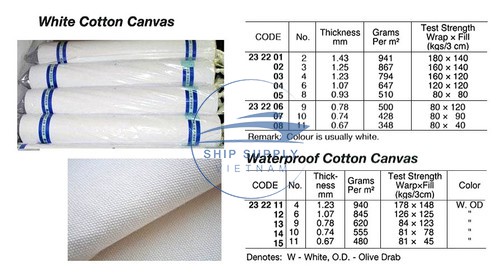 White Cotton Canvas
CODE No. Thickness mm Grams Per m² Test Strength Wrap × Fill (kgs/3 cm)
23 22 01 2 1.43 941 180 × 140
02 3 1.25 867 160 × 140
03 4 1.23 794 160 × 120
04 6 1.07 647 120 × 120
05 8 0.93 510 80 × 80
23 22 06 9 0.78 500 80 × 120
07 10 0.74 428 80 × 90
08 11 0.67 348 80 × 40
Remark: Colour is usually white.
SHIP SUPPLY
VIETNAM
Waterproof Cotton Canvas
CODE No. Thick-ness mm Grams Per m² Test Strength Warp×Fill (kgs/3cm) Color
23 22 11 4 1.23 940 178 × 148 W. OD
12 6 1.07 845 126 × 125 "
13 9 0.78 620 84 × 123 "
14 10 0.74 555 81 × 78 "
15 11 0.67 480 81 × 45 "
Denotes: W - White, O.D. - Olive Drab